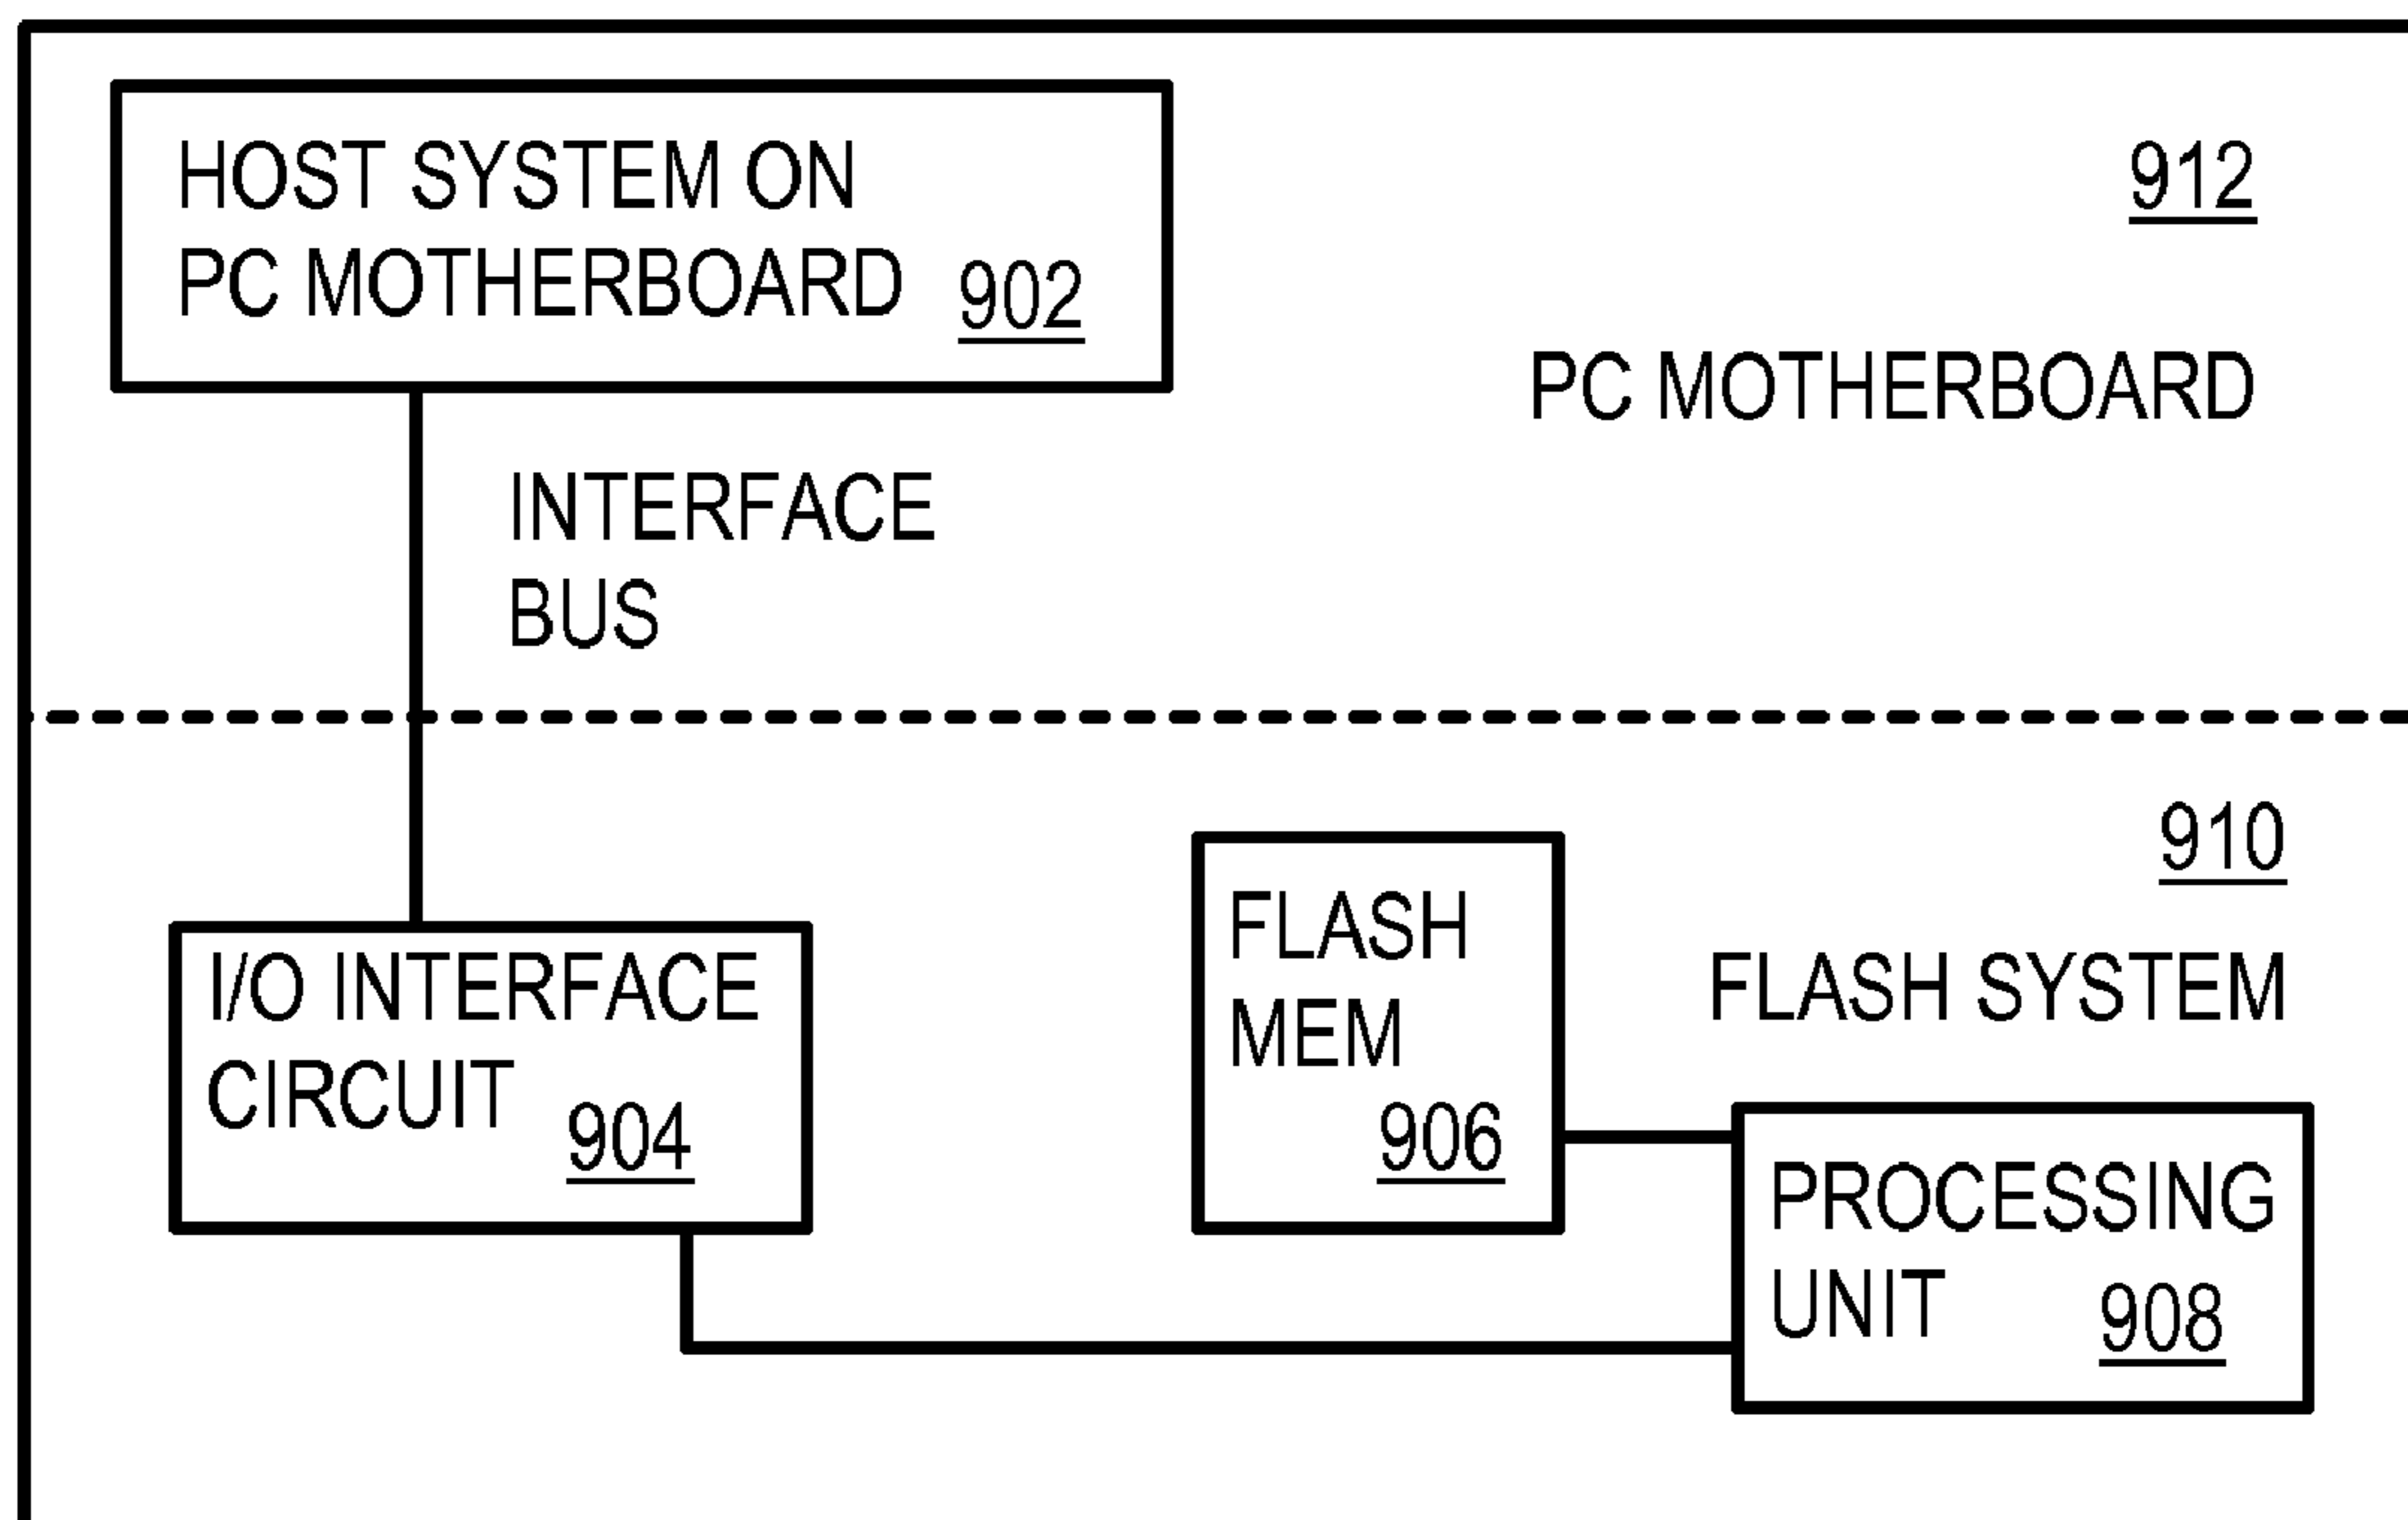 HOST SYSTEM ON
PC MOTHERBOARD 902
912
PC MOTHERBOARD
INTERFACE
BUS
910
FLASH SYSTEM
I/O INTERFACE
CIRCUIT 904
FLASH
MEM
906
PROCESSING
UNIT 908